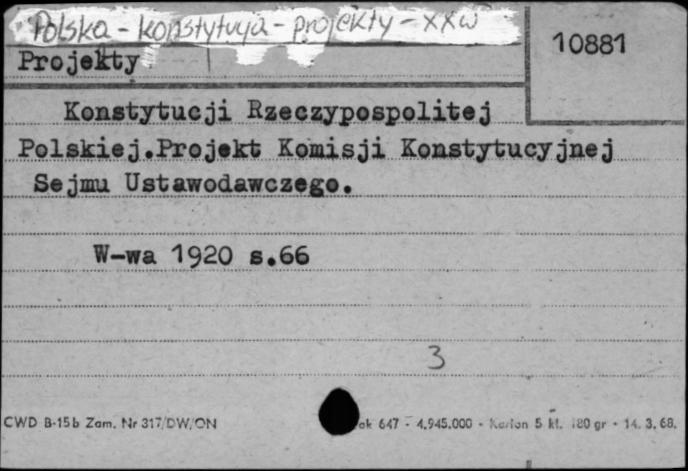 Polska - konstytucja - projekty - XXw
10881
Projekty
Konstytucji Rzeczypospolitej
Polskiej.Projekt Komisji Konstytucyjnej
Sejmu Ustawodawczego.
W-wa 1920 s.66
3
CWD B-15b Zam. Nr 317/DW/ON ak 647 - 4.945.000 - Karton 5 kl. 180 gr - 14.3.68.